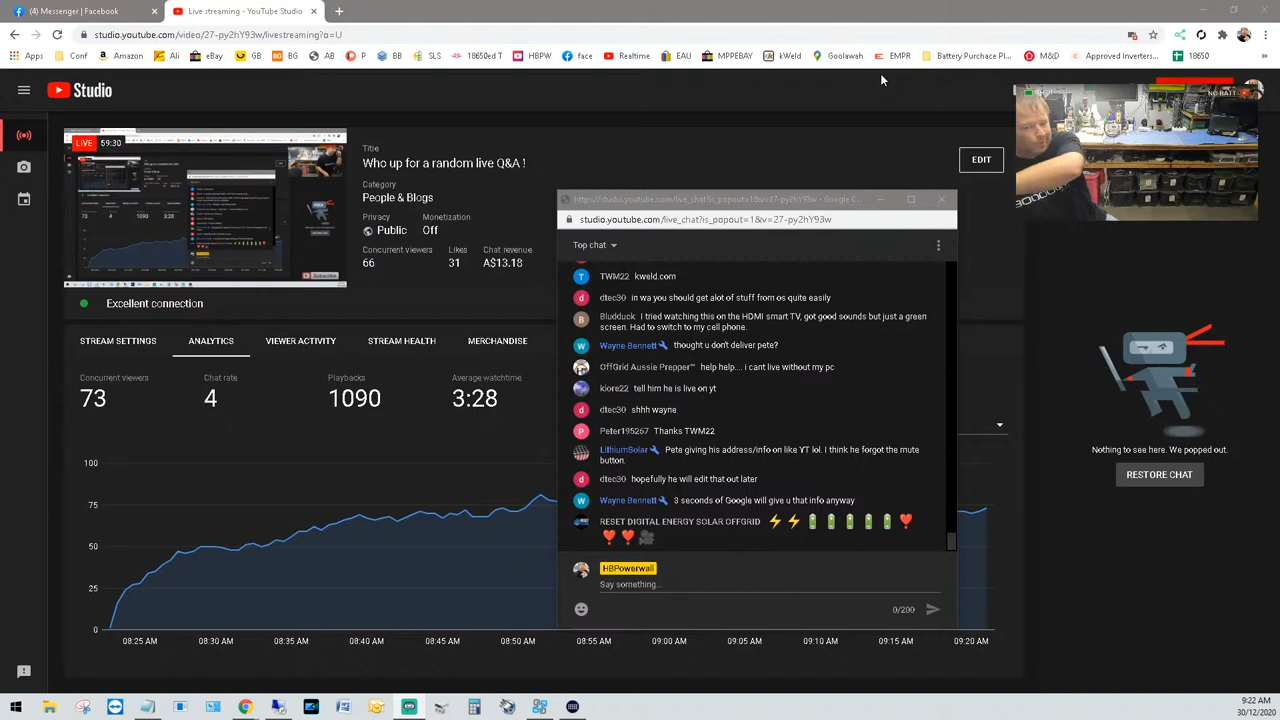 (4) Messenger | Facebook
Live streaming - YouTube Studio
studio.youtube.com/video/27-py2hY93w/livestreaming?o=U
Apps Conf Amazon Ali eBay GB BG AB P BB SLS 18650ed T HBPW face Realtime EAU MPPEBAY kWeld Goolawah EMPR Battery Purchase Pl... M&D Approved Inverters... 18650 »
Studio
NO BATT
LIVE 59:30
Title
Who up for a random live Q&A !
EDIT
Category
People & Blogs
Privacy Monetization
Public Off
Concurrent viewers Likes Chat revenue
66 31 A$13.18
Excellent connection
STREAM SETTINGS ANALYTICS VIEWER ACTIVITY STREAM HEALTH MERCHANDISE
Concurrent viewers Chat rate Playbacks Average watchtime
73 4 1090 3:28
100
75
50
25
0
08:25 AM 08:30 AM 08:35 AM 08:40 AM 08:45 AM 08:50 AM 08:55 AM 09:00 AM 09:05 AM 09:10 AM 09:15 AM 09:20 AM
https://studio.youtube.com/live_chat?is_popout=1&v=27-py2hY93w - Google C...
studio.youtube.com/live_chat?is_popout=1&v=27-py2hY93w
Top chat
T TWM22 kweld.com
d dtec30 in wa you should get alot of stuff from os quite easily
B Bludduck I tried watching this on the HDMI smart TV, got good sounds but just a green
screen. Had to switch to my cell phone.
W Wayne Bennett thought u don't deliver pete?
OffGrid Aussie Prepper™ help help.... i cant live without my pc
kiore22 tell him he is live on yt
d dtec30 shhh wayne
P Peter195267 Thanks TWM22
LithiumSolar Pete giving his address/info on like YT lol. I think he forgot the mute
button.
d dtec30 hopefully he will edit that out later
W Wayne Bennett 3 seconds of Google will give u that info anyway
RESET DIGITAL ENERGY SOLAR OFFGRID ⚡⚡🔋🔋🔋🔋🔋❤️
❤️❤️🎥
HBPowerwall
Say something...
0/200
Nothing to see here. We popped out.
RESTORE CHAT
9:22 AM
30/12/2020